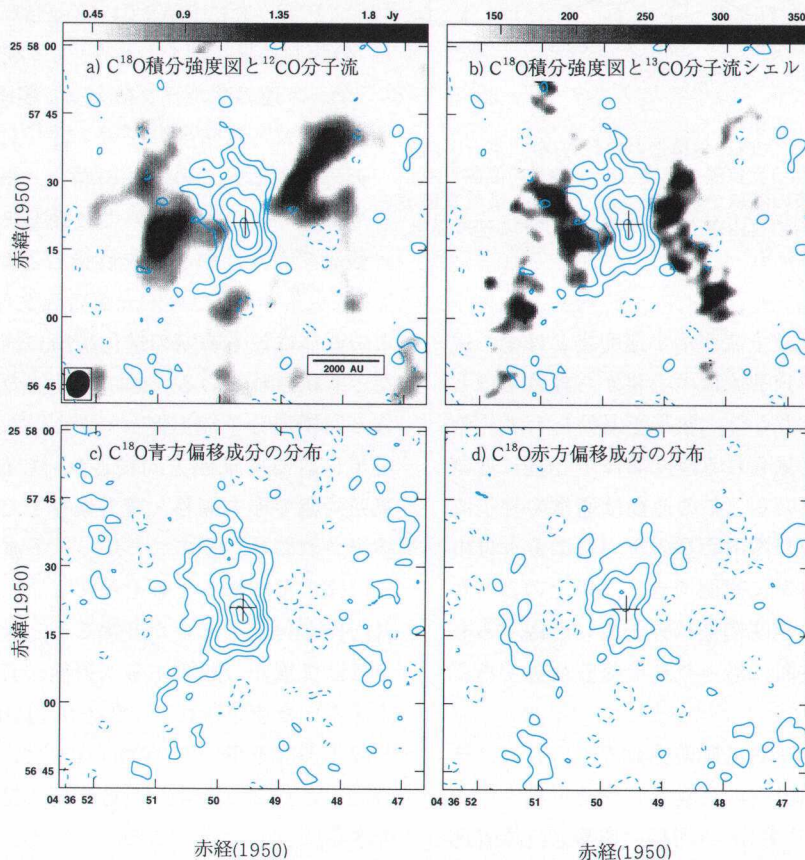 0.45 0.9 1.35 1.8 Jy
150 200 250 300 350
a) C¹⁸O積分強度図と¹²CO分子流
b) C¹⁸O積分強度図と¹³CO分子流シェル
25 58 00
57 45
30
15
00
56 45
赤緯(1950)
2000 AU
c) C¹⁸O青方偏移成分の分布
d) C¹⁸O赤方偏移成分の分布
25 58 00
57 45
30
15
00
56 45
赤緯(1950)
04 36 52 51 50 49 48 47
04 36 52 51 50 49 48 47
赤経(1950)
赤経(1950)